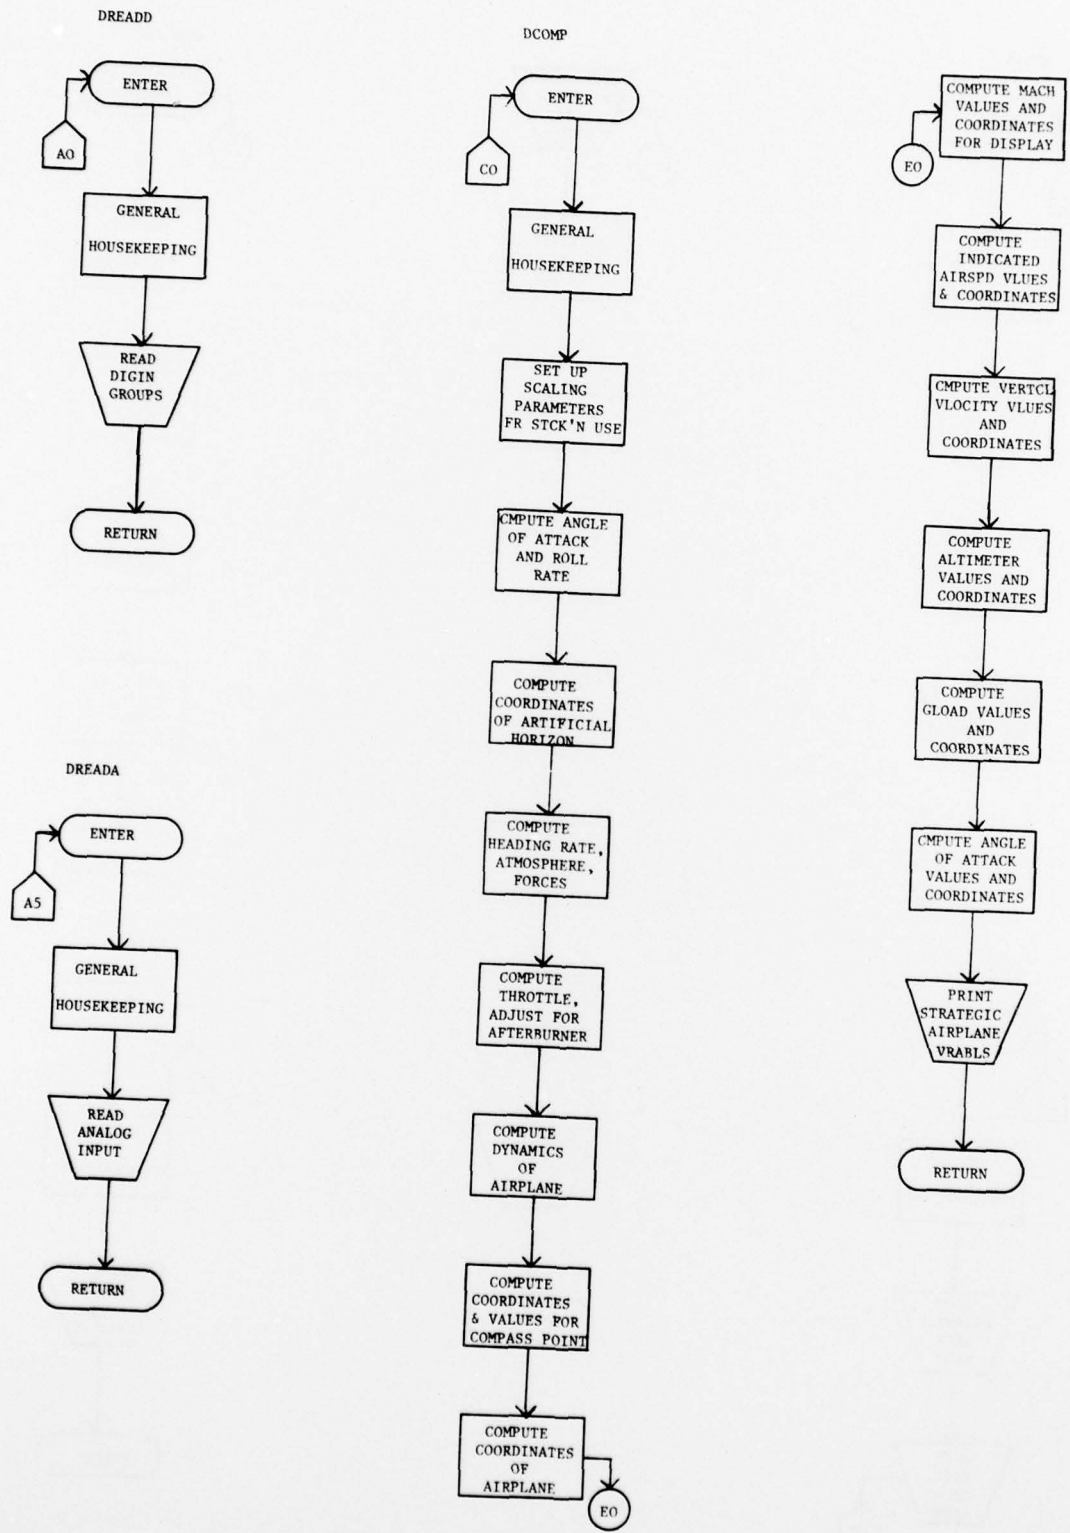 DREADD
ENTER
A0
GENERAL
HOUSEKEEPING
READ
DIGIN
GROUPS
RETURN
DREADA
ENTER
A5
GENERAL
HOUSEKEEPING
READ
ANALOG
INPUT
RETURN
DCOMP
ENTER
C0
GENERAL
HOUSEKEEPING
SET UP
SCALING
PARAMETERS
FR STCK'N USE
CMPUTE ANGLE
OF ATTACK
AND ROLL
RATE
COMPUTE
COORDINATES
OF ARTIFICIAL
HORIZON
COMPUTE
HEADING RATE,
ATMOSPHERE,
FORCES
COMPUTE
THROTTLE,
ADJUST FOR
AFTERBURNER
COMPUTE
DYNAMICS
OF
AIRPLANE
COMPUTE
COORDINATES
& VALUES FOR
COMPASS POINT
COMPUTE
COORDINATES
OF
AIRPLANE
E0
COMPUTE MACH
VALUES AND
COORDINATES
FOR DISPLAY
E0
COMPUTE
INDICATED
AIRSPD VLUES
& COORDINATES
CMPUTE VERTCL
VLOCITY VLUES
AND
COORDINATES
COMPUTE
ALTIMETER
VALUES AND
COORDINATES
COMPUTE
GLOAD VALUES
AND
COORDINATES
CMPUTE ANGLE
OF ATTACK
VALUES AND
COORDINATES
PRINT
STRATEGIC
AIRPLANE
VRABLS
RETURN